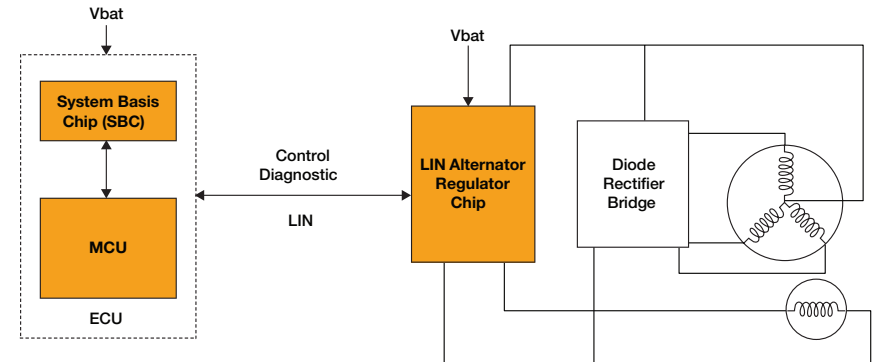 Vbat
System Basis
Chip (SBC)
MCU
ECU
Control
Diagnostic
LIN
Vbat
LIN Alternator
Regulator
Chip
Diode
Rectifier
Bridge